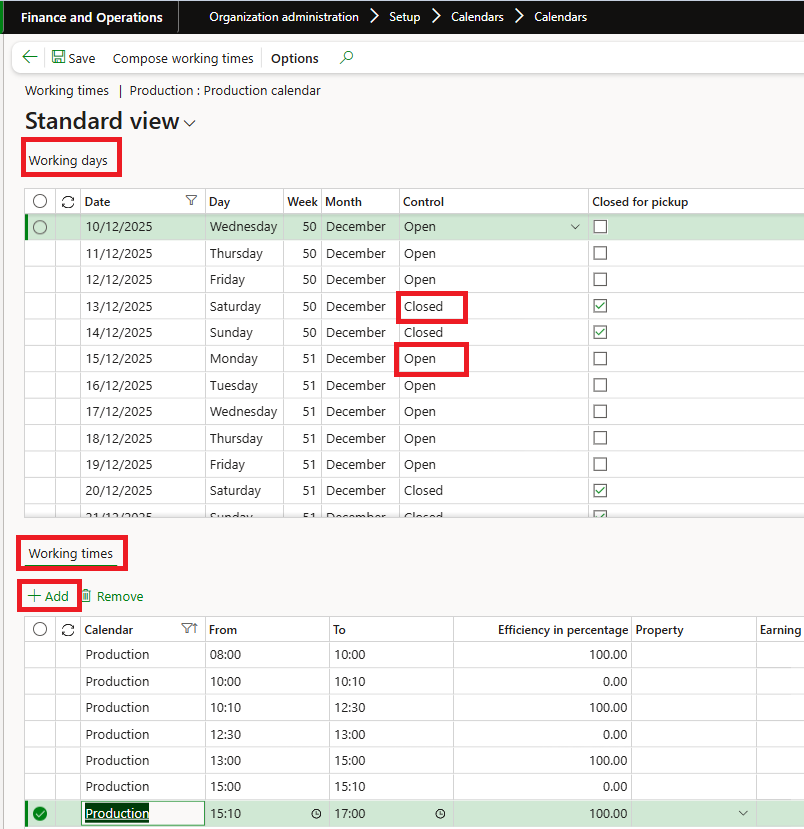 Finance and Operations Organization administration Setup Calendars Calendars
Save Compose working times Options
Working times | Production : Production calendar
Standard view
Working days
Date Day Week Month Control Closed for pickup
10/12/2025 Wednesday 50 December Open
11/12/2025 Thursday 50 December Open
12/12/2025 Friday 50 December Open
13/12/2025 Saturday 50 December Closed
14/12/2025 Sunday 50 December Closed
15/12/2025 Monday 51 December Open
16/12/2025 Tuesday 51 December Open
17/12/2025 Wednesday 51 December Open
18/12/2025 Thursday 51 December Open
19/12/2025 Friday 51 December Open
20/12/2025 Saturday 51 December Closed
21/12/2025 Sunday 51 December Closed
Working times
+ Add Remove
Calendar From To Efficiency in percentage Property Earning
Production 08:00 10:00 100.00
Production 10:00 10:10 0.00
Production 10:10 12:30 100.00
Production 12:30 13:00 0.00
Production 13:00 15:00 100.00
Production 15:00 15:10 0.00
Production 15:10 17:00 100.00